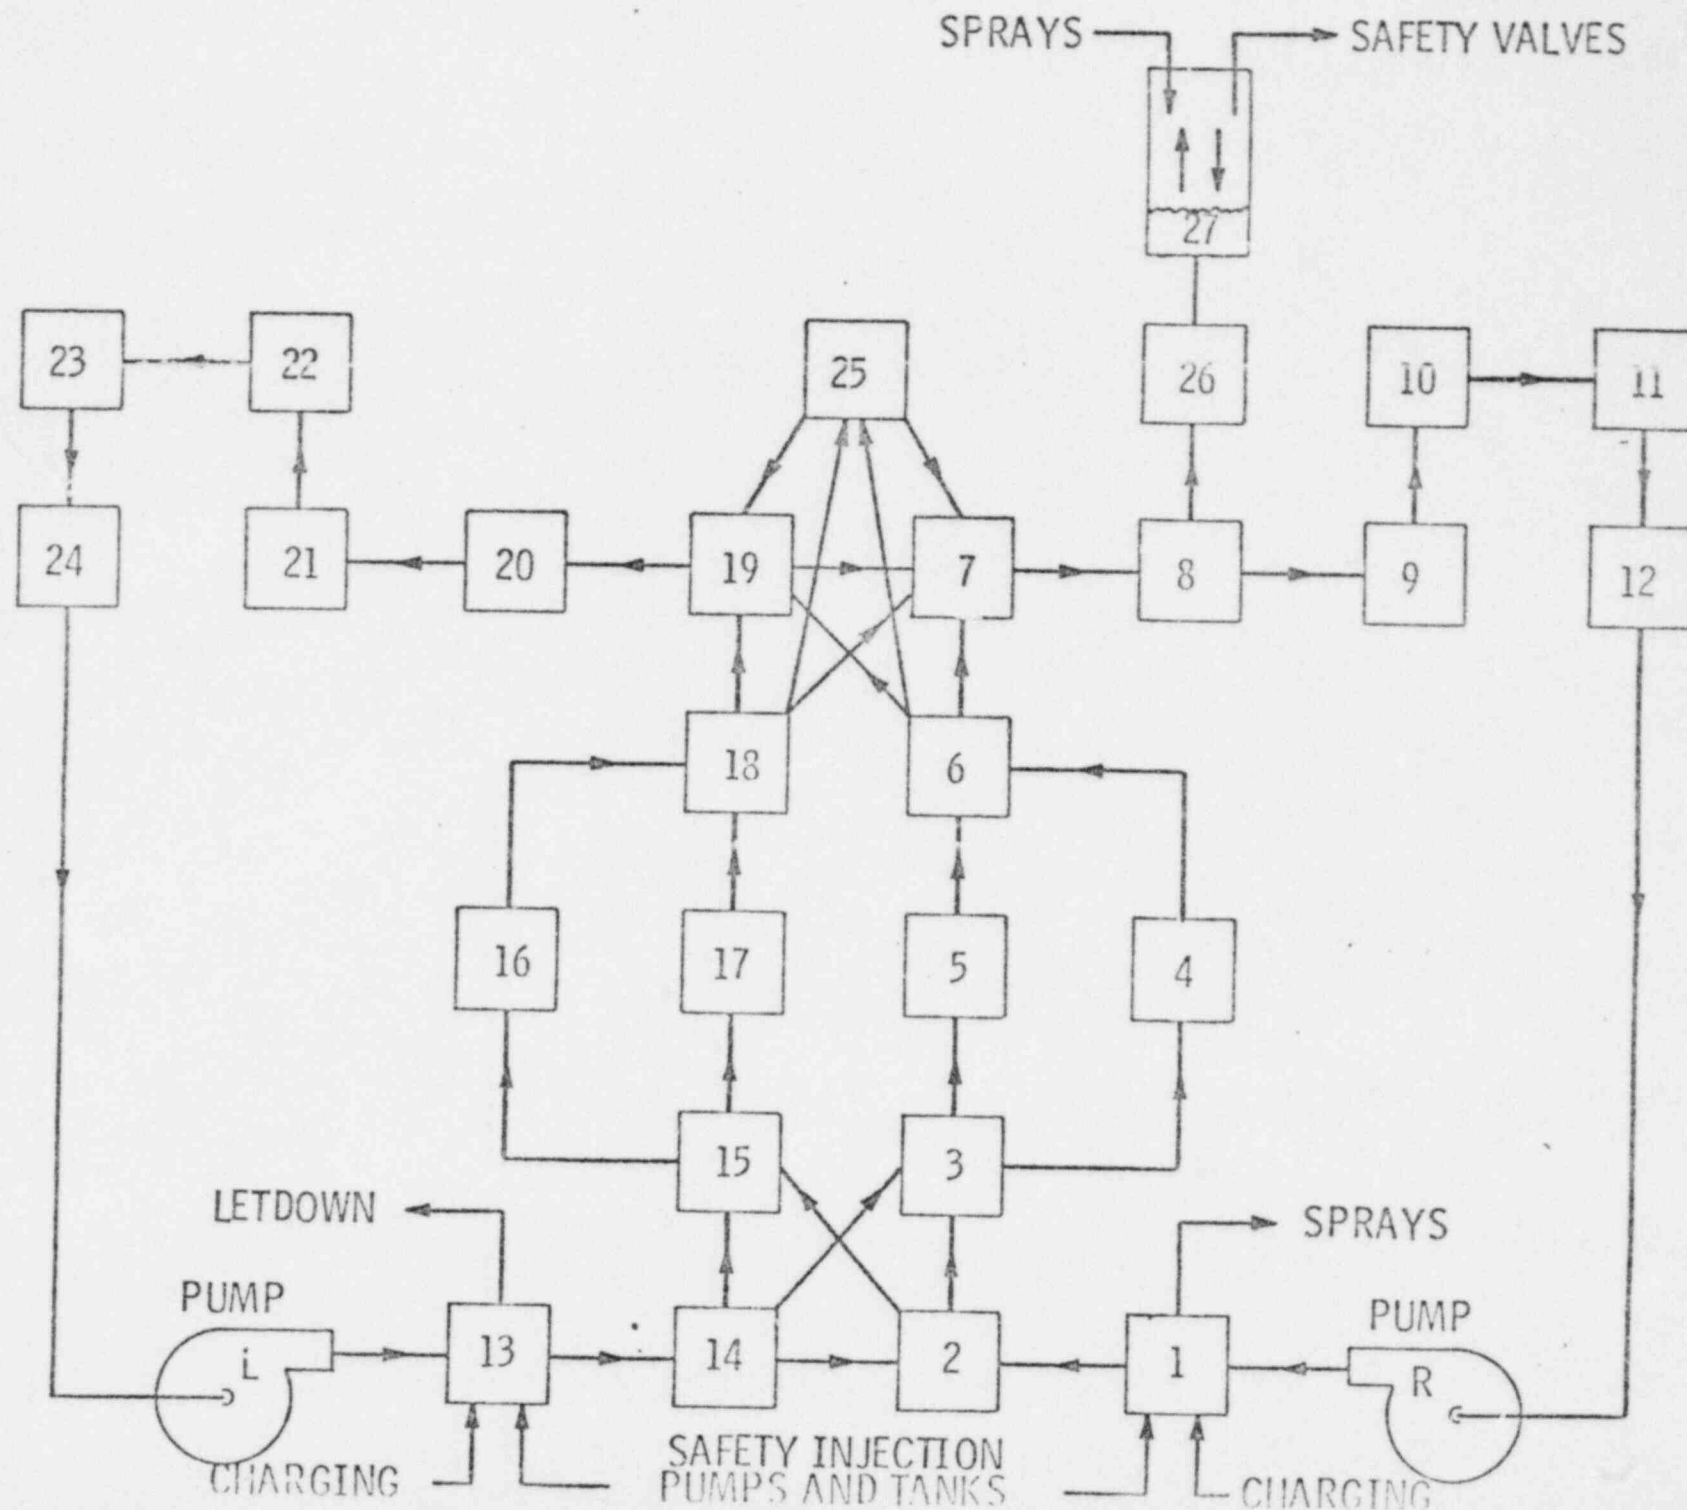 SPRAYS
SAFETY VALVES
27
23
22
25
26
10
11
24
21
20
19
7
8
9
12
18
6
16
17
5
4
15
3
LETDOWN
SPRAYS
PUMP
PUMP
L
13
14
2
1
R
SAFETY INJECTION
PUMPS AND TANKS
CHARGING
CHARGING